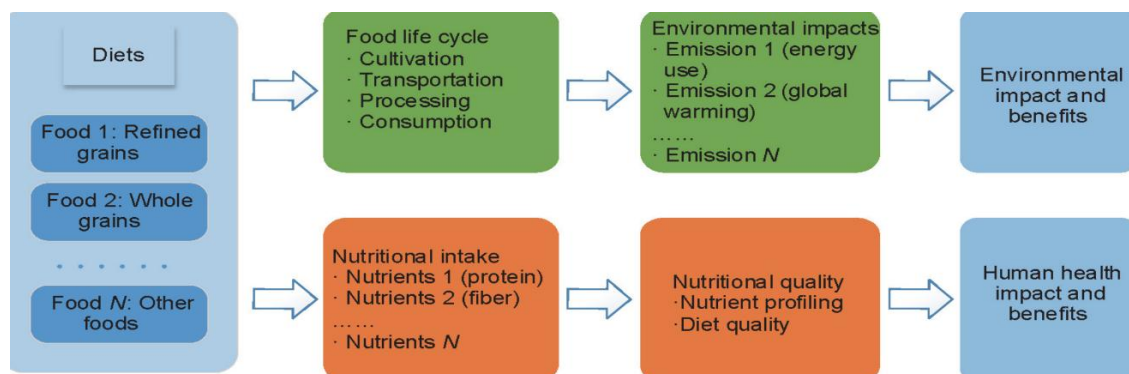 Diets
Food 1: Refined
grains
Food 2: Whole
grains
. . . . . .
Food N: Other
foods
Food life cycle
· Cultivation
· Transportation
· Processing
· Consumption
Environmental impacts
· Emission 1 (energy
use)
· Emission 2 (global
warming)
……
· Emission N
Environmental
impact and
benefits
Nutritional intake
· Nutrients 1 (protein)
· Nutrients 2 (fiber)
……
· Nutrients N
Nutritional quality
·Nutrient profiling
·Diet quality
Human health
impact and
benefits